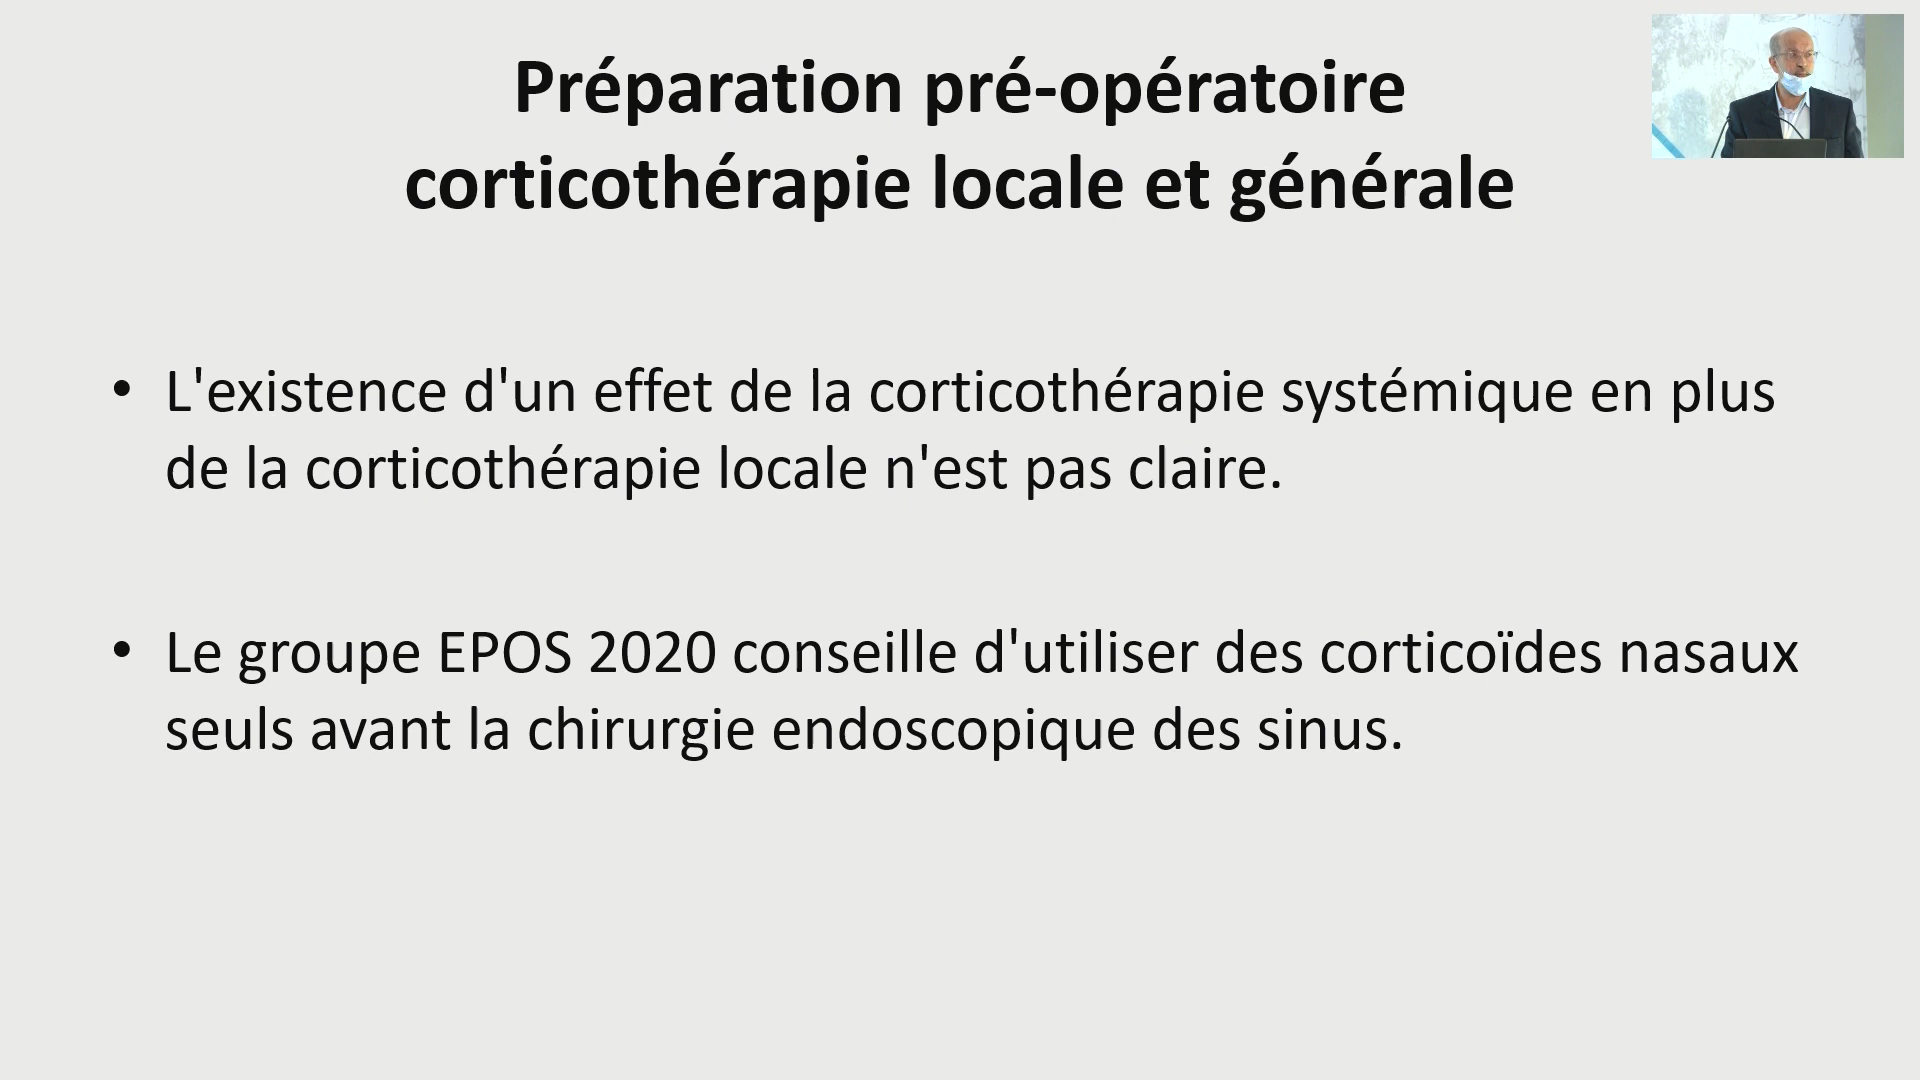 Préparation pré-opératoire
corticothérapie locale et générale
• L'existence d'un effet de la corticothérapie systémique en plus
de la corticothérapie locale n'est pas claire.
• Le groupe EPOS 2020 conseille d'utiliser des corticoïdes nasaux
seuls avant la chirurgie endoscopique des sinus.